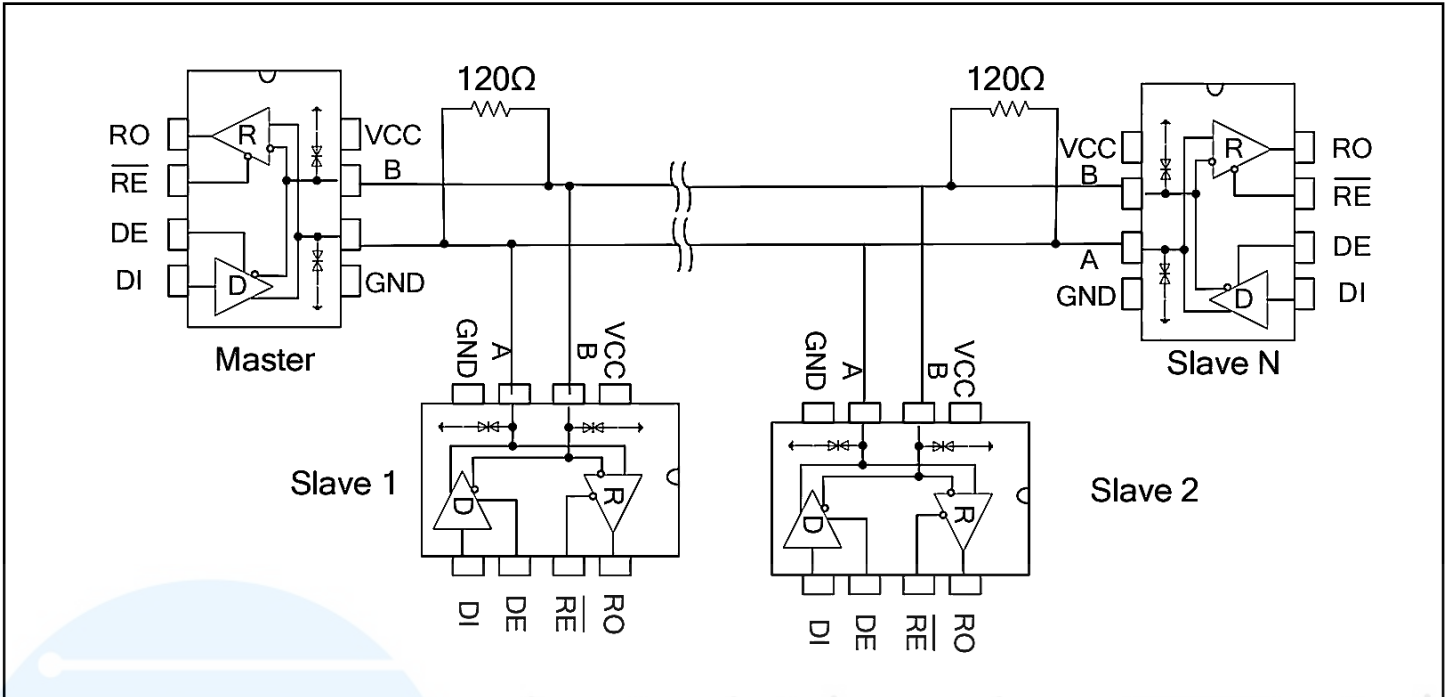 120Ω
120Ω
RO
R
VCC
RE
B
DE
DI
D
GND
Master
VCC
R
RO
B
RE
A
DE
GND
D
DI
Slave N
GND
A
B
VCC
Slave 1
D
R
DI
DE
RE
RO
GND
A
B
VCC
Slave 2
D
R
DI
DE
RE
RO